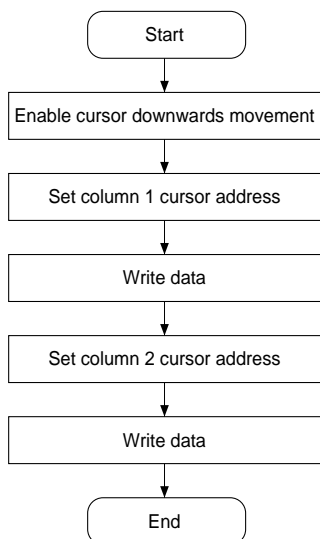 Start
Enable cursor downwards movement
Set column 1 cursor address
Write data
Set column 2 cursor address
Write data
End